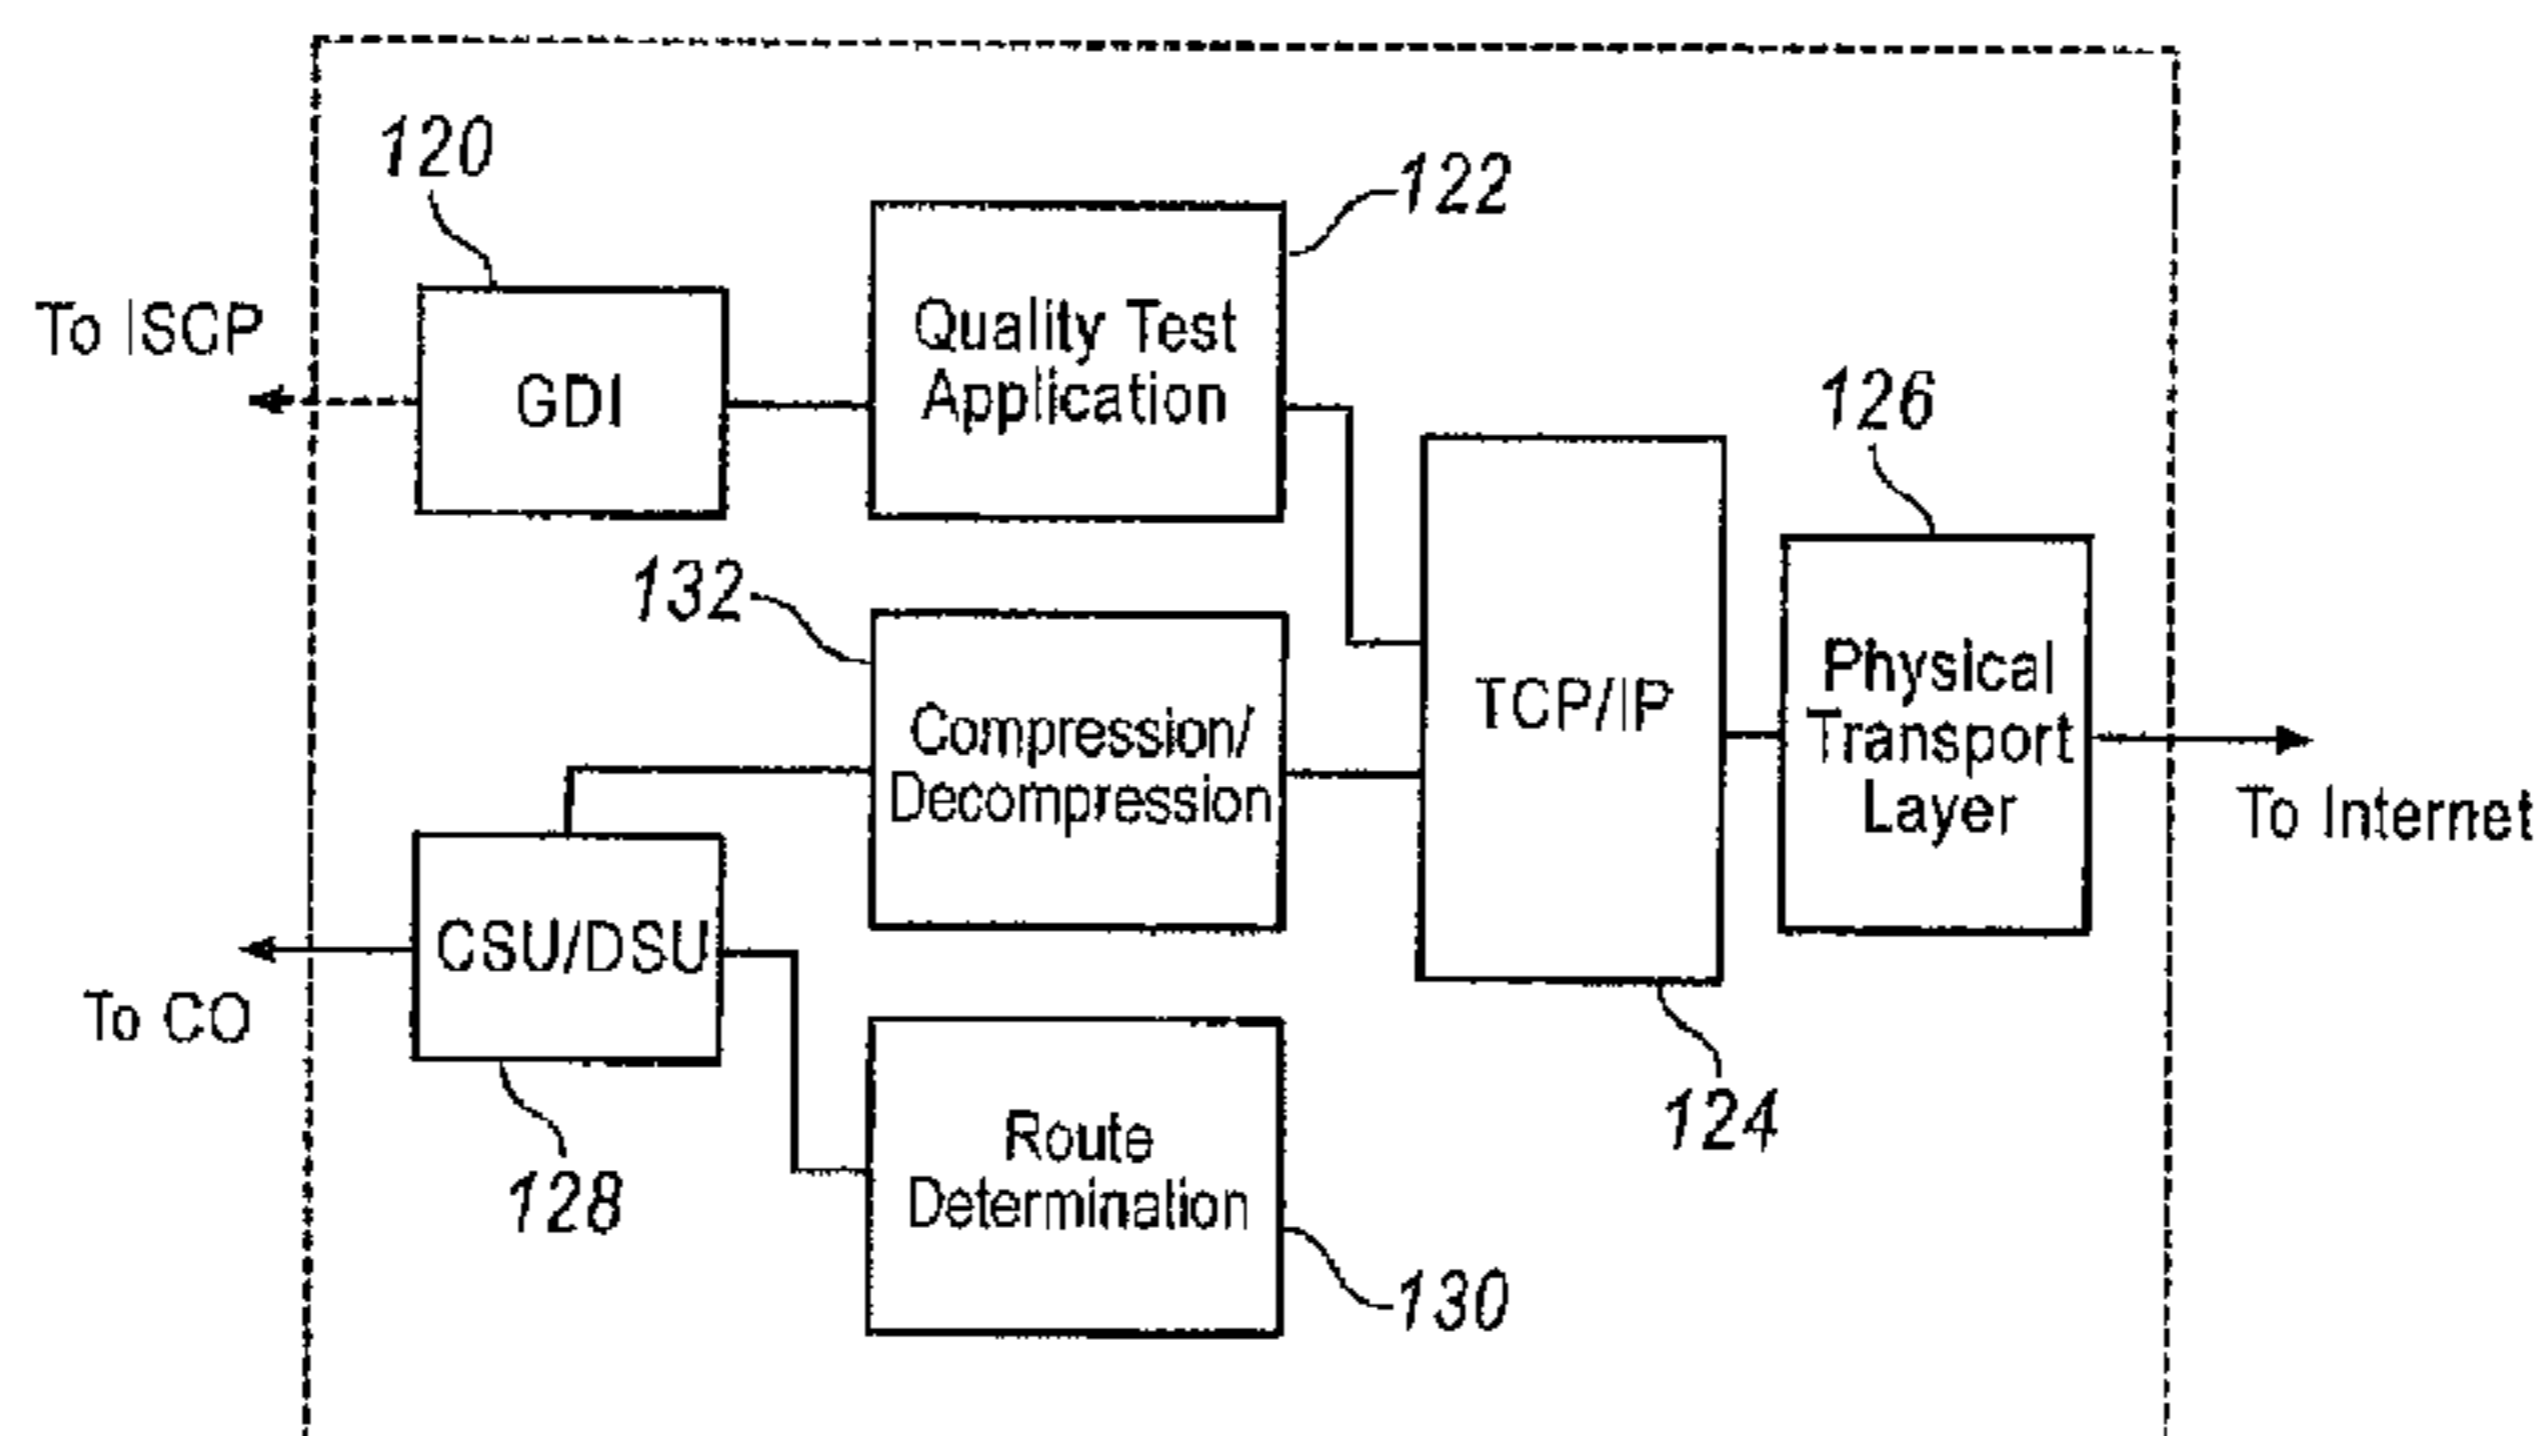 120
122
To ISCP
GDI
Quality Test
Application
126
132
Compression/
Decompression
TCP/IP
Physical
Transport
Layer
To Internet
CSU/DSU
To CO
124
128
Route
Determination
130